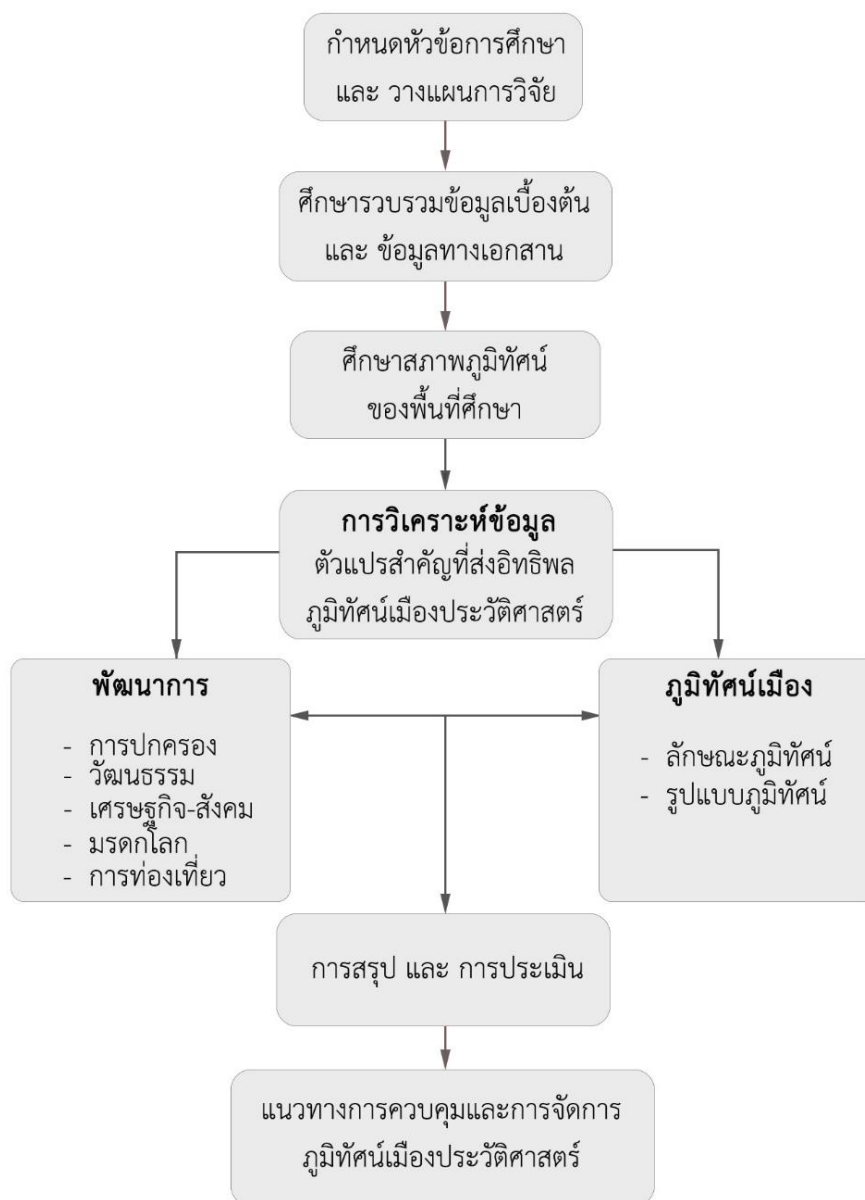 กำหนดหัวข้อการศึกษา
และ วางแผนการวิจัย
ศึกษารวบรวมข้อมูลเบื้องต้น
และ ข้อมูลทางเอกสาน
ศึกษาสภาพภูมิทัศน์
ของพื้นที่ศึกษา
การวิเคราะห์ข้อมูล
ตัวแปรสำคัญที่ส่งอิทธิพล
ภูมิทัศน์เมืองประวัติศาสตร์
พัฒนาการ
- การปกครอง
- วัฒนธรรม
- เศรษฐกิจ-สังคม
- มรดกโลก
- การท่องเที่ยว
ภูมิทัศน์เมือง
- ลักษณะภูมิทัศน์
- รูปแบบภูมิทัศน์
การสรุป และ การประเมิน
แนวทางการควบคุมและการจัดการ
ภูมิทัศน์เมืองประวัติศาสตร์